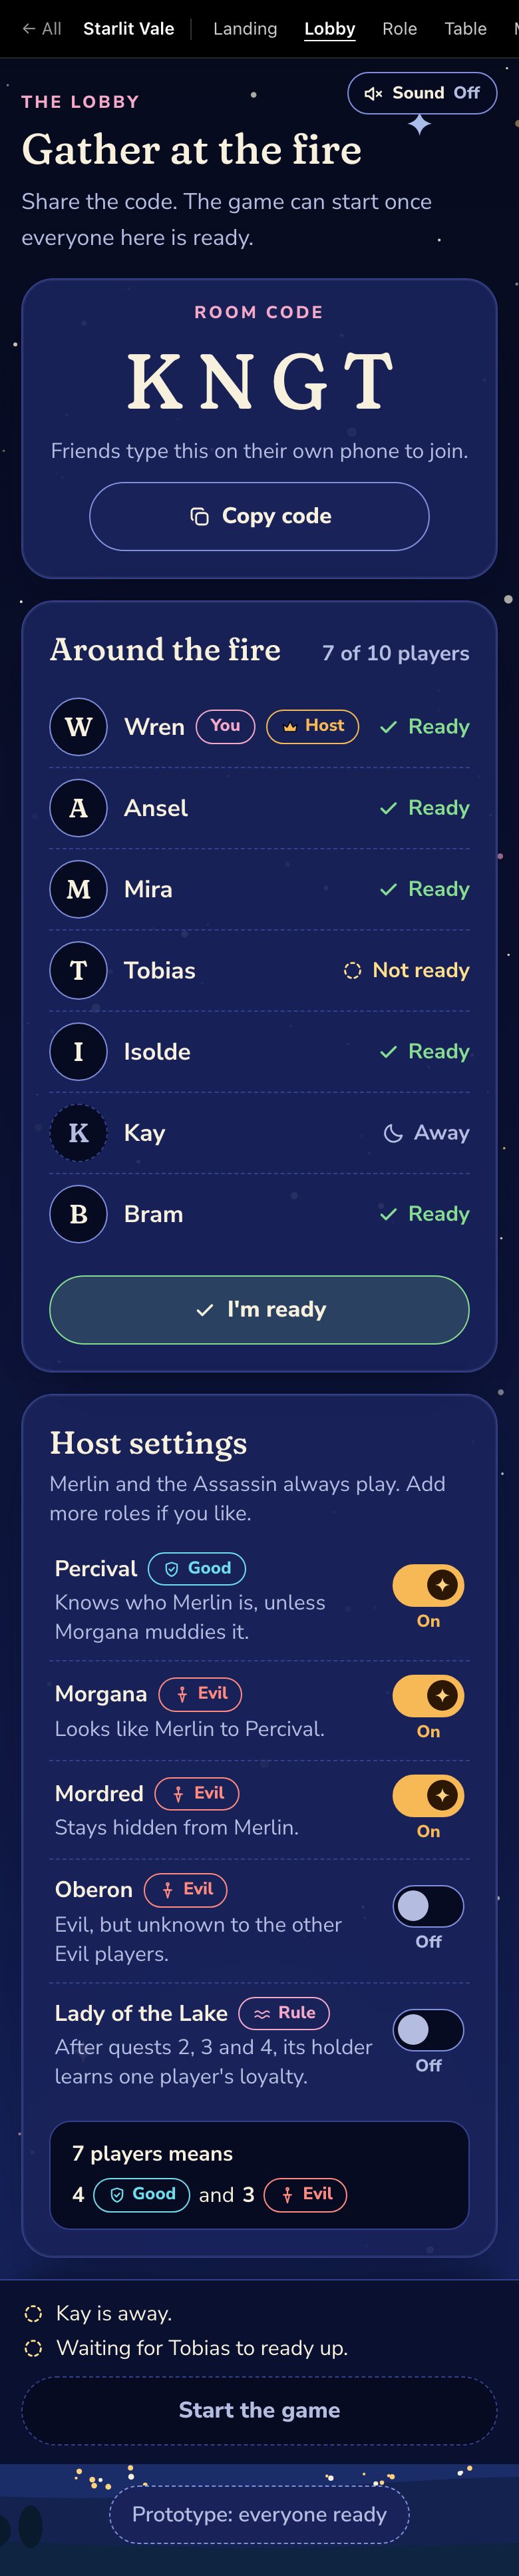 ← All Starlit Vale Landing Lobby Role Table
Sound Off
THE LOBBY
Gather at the fire
Share the code. The game can start once
everyone here is ready.
ROOM CODE
KNGT
Friends type this on their own phone to join.
Copy code
Around the fire 7 of 10 players
W Wren You Host Ready
A Ansel Ready
M Mira Ready
T Tobias Not ready
I Isolde Ready
K Kay Away
B Bram Ready
I'm ready
Host settings
Merlin and the Assassin always play. Add
more roles if you like.
Percival Good
Knows who Merlin is, unless
Morgana muddies it.
On
Morgana Evil
Looks like Merlin to Percival.
On
Mordred Evil
Stays hidden from Merlin.
On
Oberon Evil
Evil, but unknown to the other
Evil players.
Off
Lady of the Lake Rule
After quests 2, 3 and 4, its holder
learns one player's loyalty.
Off
7 players means
4 Good and 3 Evil
Kay is away.
Waiting for Tobias to ready up.
Start the game
Prototype: everyone ready